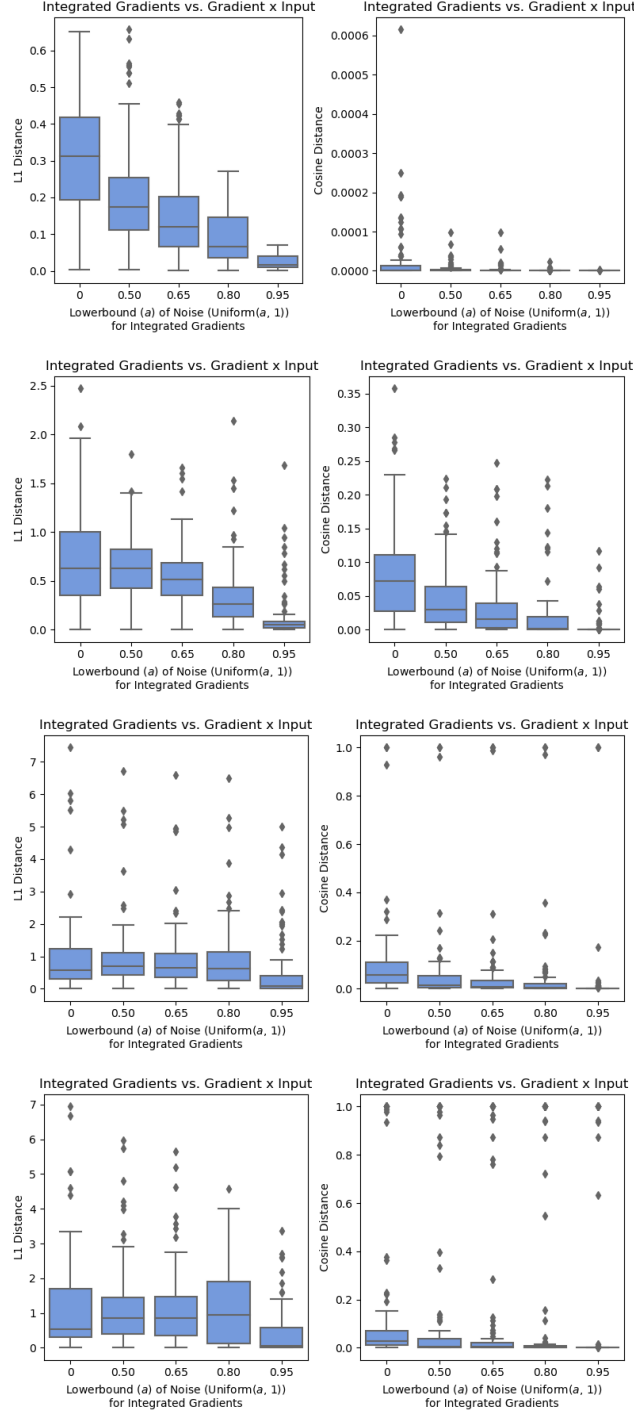 Integrated Gradients vs. Gradient x Input
L1 Distance
0.6
0.5
0.4
0.3
0.2
0.1
0.0
0 0.50 0.65 0.80 0.95
Lowerbound (a) of Noise (Uniform(a, 1))
for Integrated Gradients
Integrated Gradients vs. Gradient x Input
Cosine Distance
0.0006
0.0005
0.0004
0.0003
0.0002
0.0001
0.0000
0 0.50 0.65 0.80 0.95
Lowerbound (a) of Noise (Uniform(a, 1))
for Integrated Gradients
Integrated Gradients vs. Gradient x Input
L1 Distance
2.5
2.0
1.5
1.0
0.5
0.0
0 0.50 0.65 0.80 0.95
Lowerbound (a) of Noise (Uniform(a, 1))
for Integrated Gradients
Integrated Gradients vs. Gradient x Input
Cosine Distance
0.35
0.30
0.25
0.20
0.15
0.10
0.05
0.00
0 0.50 0.65 0.80 0.95
Lowerbound (a) of Noise (Uniform(a, 1))
for Integrated Gradients
Integrated Gradients vs. Gradient x Input
L1 Distance
7
6
5
4
3
2
1
0
0 0.50 0.65 0.80 0.95
Lowerbound (a) of Noise (Uniform(a, 1))
for Integrated Gradients
Integrated Gradients vs. Gradient x Input
Cosine Distance
1.0
0.8
0.6
0.4
0.2
0.0
0 0.50 0.65 0.80 0.95
Lowerbound (a) of Noise (Uniform(a, 1))
for Integrated Gradients
Integrated Gradients vs. Gradient x Input
L1 Distance
7
6
5
4
3
2
1
0
0 0.50 0.65 0.80 0.95
Lowerbound (a) of Noise (Uniform(a, 1))
for Integrated Gradients
Integrated Gradients vs. Gradient x Input
Cosine Distance
1.0
0.8
0.6
0.4
0.2
0.0
0 0.50 0.65 0.80 0.95
Lowerbound (a) of Noise (Uniform(a, 1))
for Integrated Gradients